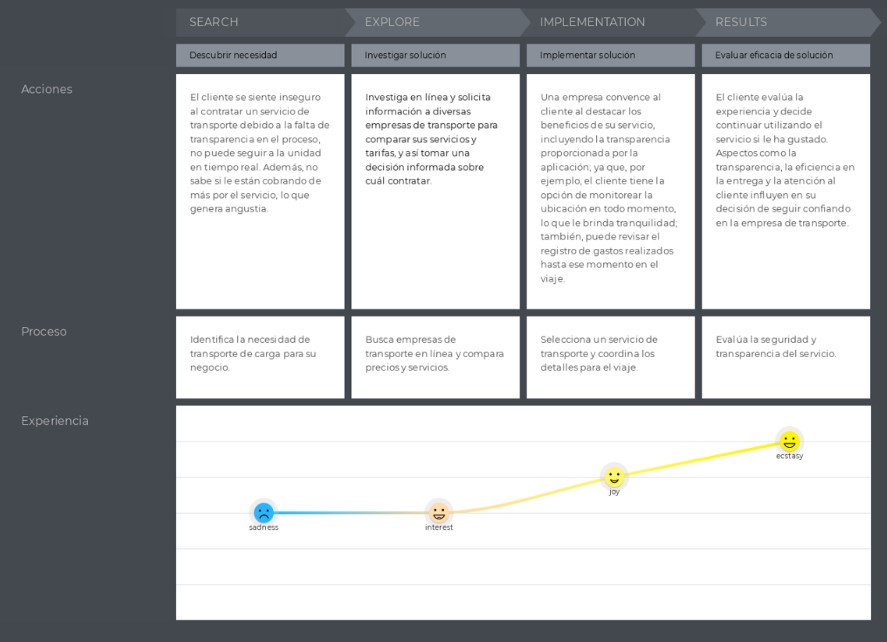 SEARCH
EXPLORE
IMPLEMENTATION
RESULTS
Descubrir necesidad
Investigar solución
Implementar solución
Evaluar eficacia de solución
Acciones
El cliente se siente inseguro
al contratar un servicio de
transporte debido a la falta de
transparencia en el proceso,
no puede seguir a la unidad
en tiempo real. Además, no
sabe si le están cobrando de
más por el servicio, lo que
genera angustia.
Investiga en línea y solicita
información a diversas
empresas de transporte para
comparar sus servicios y
tarifas, y así tomar una
decisión informada sobre
cuál contratar.
Una empresa convence al
cliente al destacar los
beneficios de su servicio,
incluyendo la transparencia
proporcionada por la
aplicación; ya que, por
ejemplo, el cliente tiene la
opción de monitorear la
ubicación en todo momento,
lo que le brinda tranquilidad;
también, puede revisar el
registro de gastos realizados
hasta ese momento en el
viaje.
El cliente evalúa la
experiencia y decide
continuar utilizando el
servicio si le ha gustado.
Aspectos como la
transparencia, la eficiencia en
la entrega y la atención al
cliente influyen en su
decisión de seguir confiando
en la empresa de transporte.
Proceso
Identifica la necesidad de
transporte de carga para su
negocio.
Busca empresas de
transporte en línea y compara
precios y servicios.
Selecciona un servicio de
transporte y coordina los
detalles para el viaje.
Evalúa la seguridad y
transparencia del servicio.
Experiencia
sadness
interest
joy
ecstasy